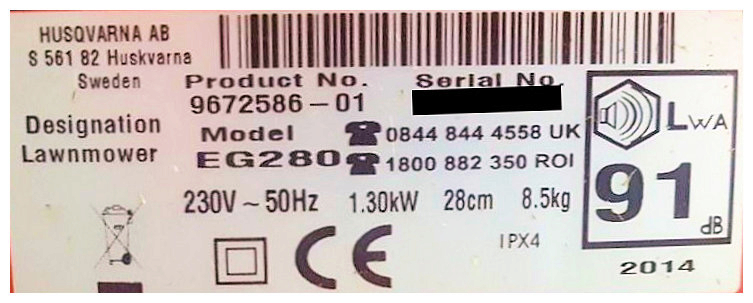 HUSQVARNA AB
S 561 82 Huskvarna
Sweden
Designation
Lawnmower
Product No.
9672586-01
Serial No.
Model
EG280
0844 844 4558 UK
1800 882 350 ROI
230V ~ 50Hz 1.30kW 28cm 8.5kg
IPX4
LWA
91
dB
2014
CE